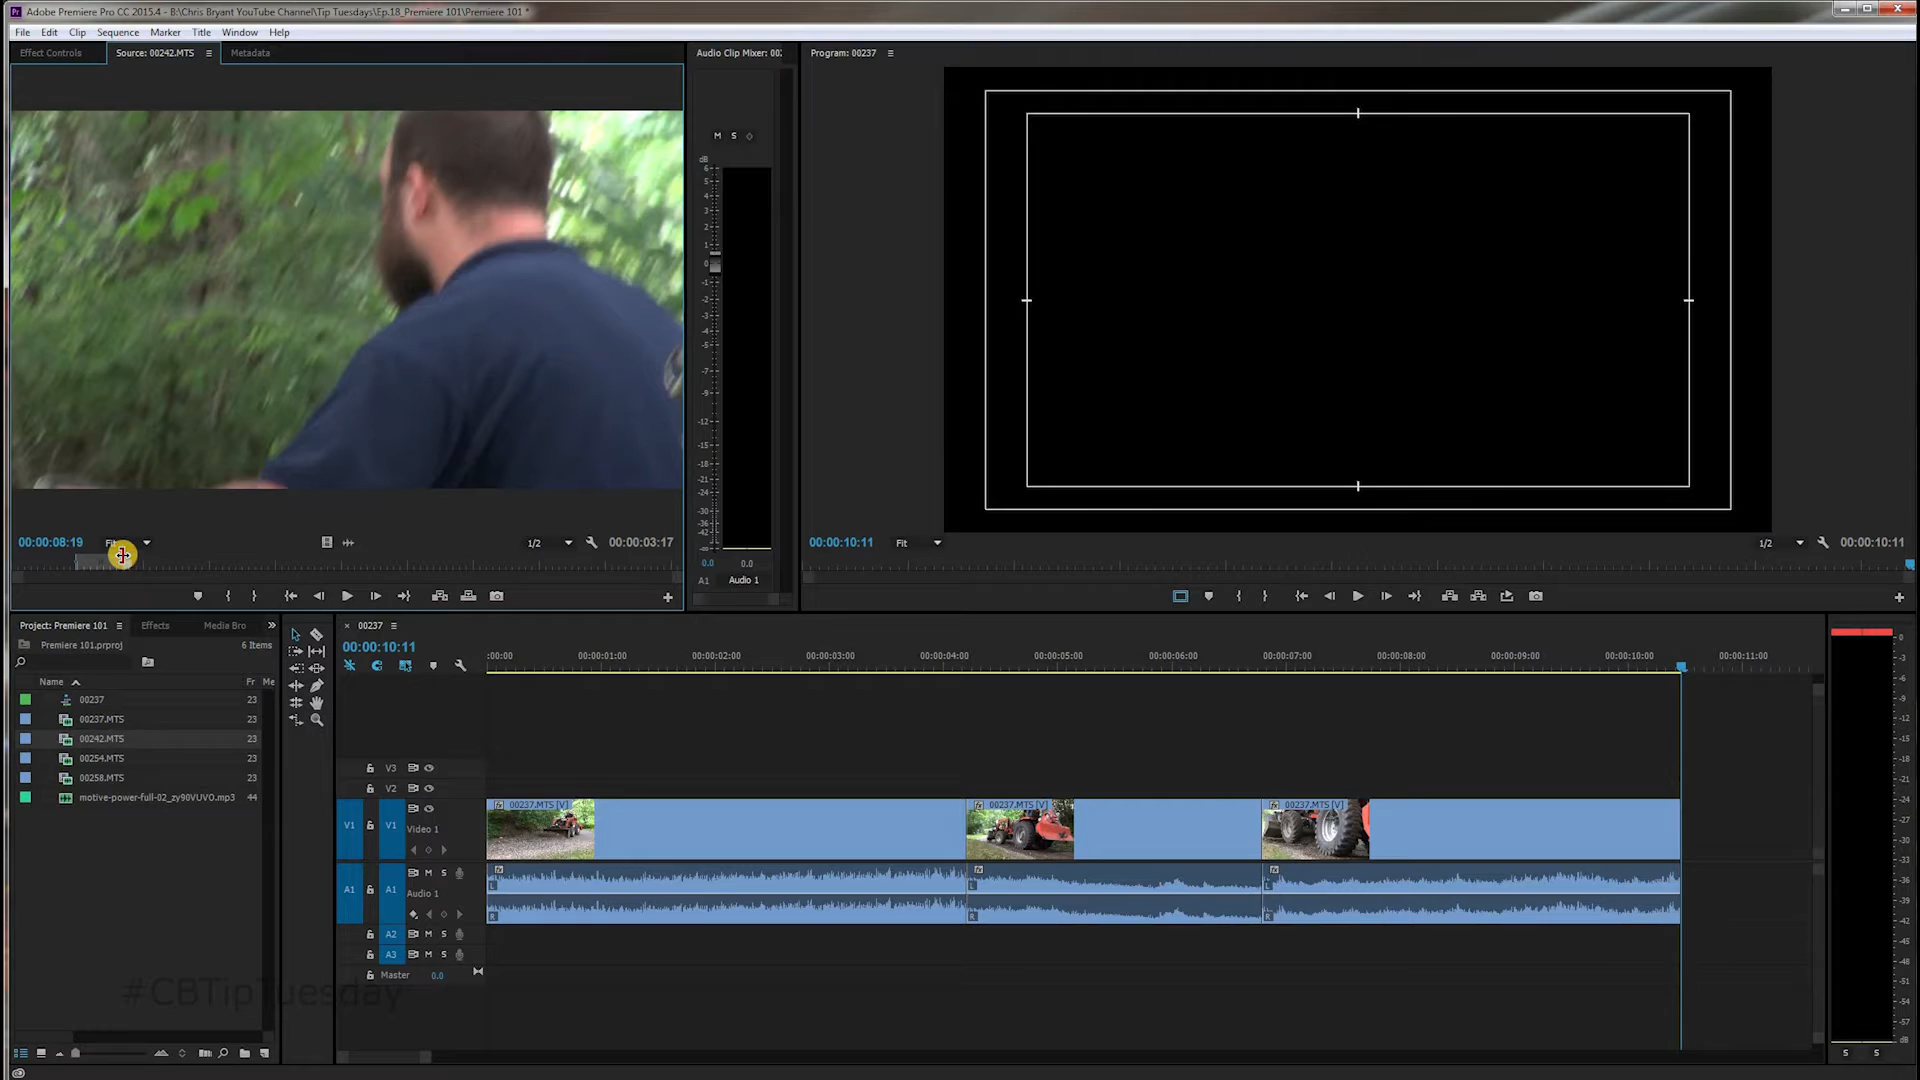 Adobe Premiere Pro CC 2015.4 - B:\Chris Bryant YouTube Channel\Tip Tuesdays\Ep.18_Premiere 101\Premiere 101 *
File Edit Clip Sequence Marker Title Window Help
Effect Controls Source: 00242.MTS Metadata Audio Clip Mixer: 00 Program: 00237
M S
dB
6
5
4
3
2
1
0
-1
-2
-3
-4
-5
-7
-9
-12
-15
-18
-21
-24
-30
-36
-42
00:00:08:19 Fit 1/2 00:00:03:17 00:00:10:11 Fit 1/2 00:00:10:11
0.0 0.0
A1 Audio 1
Project: Premiere 101 Effects Media Bro
Premiere 101.prproj 6 Items
Name Fr Me
00237 23
00237.MTS 23
00242.MTS 23
00254.MTS 23
00258.MTS 23
motive-power-full-02_zy90VUVO.mp3 44
00237
00:00:10:11
:00:00 00:00:01:00 00:00:02:00 00:00:03:00 00:00:04:00 00:00:05:00 00:00:06:00 00:00:07:00 00:00:08:00 00:00:09:00 00:00:10:00 00:00:11:00
V3
V2
00237.MTS [V] 00237.MTS [V] 00237.MTS [V]
V1 V1 Video 1
A1 A1 M S
Audio 1
L L L
R R R
A2 M S
A3 M S
Master 0.0
#CBTipTuesday
0
-3
-6
-9
-12
-15
-18
-21
-24
-27
-30
-33
-36
-39
-42
-45
-48
-51
-54
-57
dB
S S